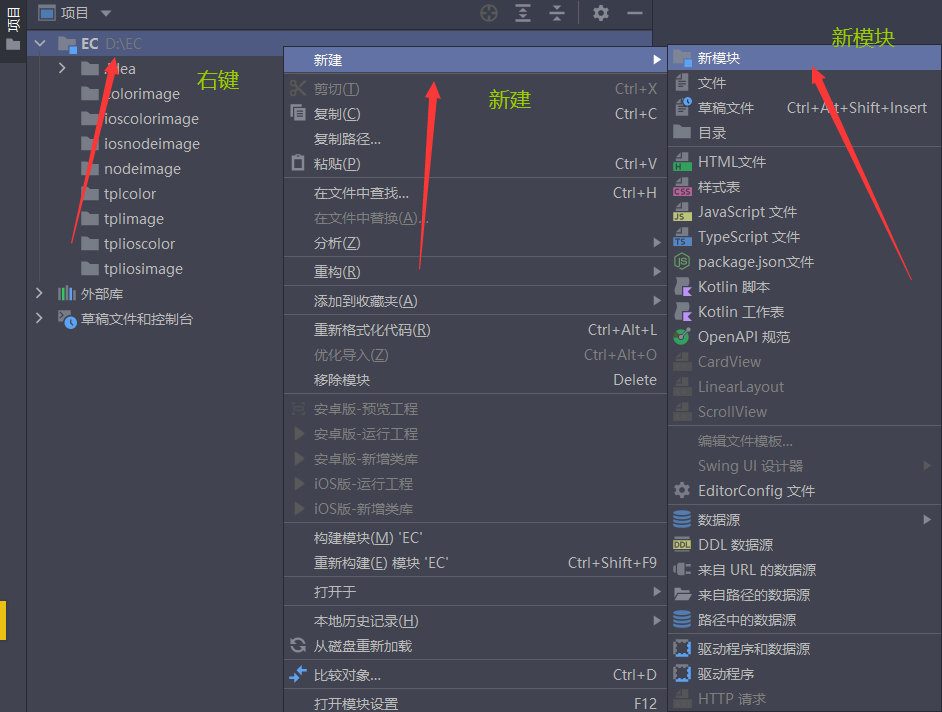 项目
项目
EC D:\EC
.idea
colorimage
ioscolorimage
iosnodeimage
nodeimage
tplcolor
tplimage
tplioscolor
tpliosimage
外部库
草稿文件和控制台
右键
新建
剪切(T) Ctrl+X
复制(C) Ctrl+C
复制路径...
粘贴(P) Ctrl+V
在文件中查找... Ctrl+H
在文件中替换(A)...
分析(Z)
重构(R)
添加到收藏夹(A)
重新格式化代码(R) Ctrl+Alt+L
优化导入(Z) Ctrl+Alt+O
移除模块 Delete
安卓版-预览工程
安卓版-运行工程
安卓版-新增类库
iOS版-运行工程
iOS版-新增类库
构建模块(M) 'EC'
重新构建(E) 模块 'EC' Ctrl+Shift+F9
打开于
本地历史记录(H)
从磁盘重新加载
比较对象... Ctrl+D
打开模块设置 F12
新建
新模块
新模块
文件
草稿文件 Ctrl+Alt+Shift+Insert
目录
HTML文件
样式表
JavaScript 文件
TypeScript 文件
package.json文件
Kotlin 脚本
Kotlin 工作表
OpenAPI 规范
CardView
LinearLayout
ScrollView
编辑文件模板...
Swing UI 设计器
EditorConfig 文件
数据源
DDL 数据源
来自 URL 的数据源
来自路径的数据源
路径中的数据源
驱动程序和数据源
驱动程序
HTTP 请求